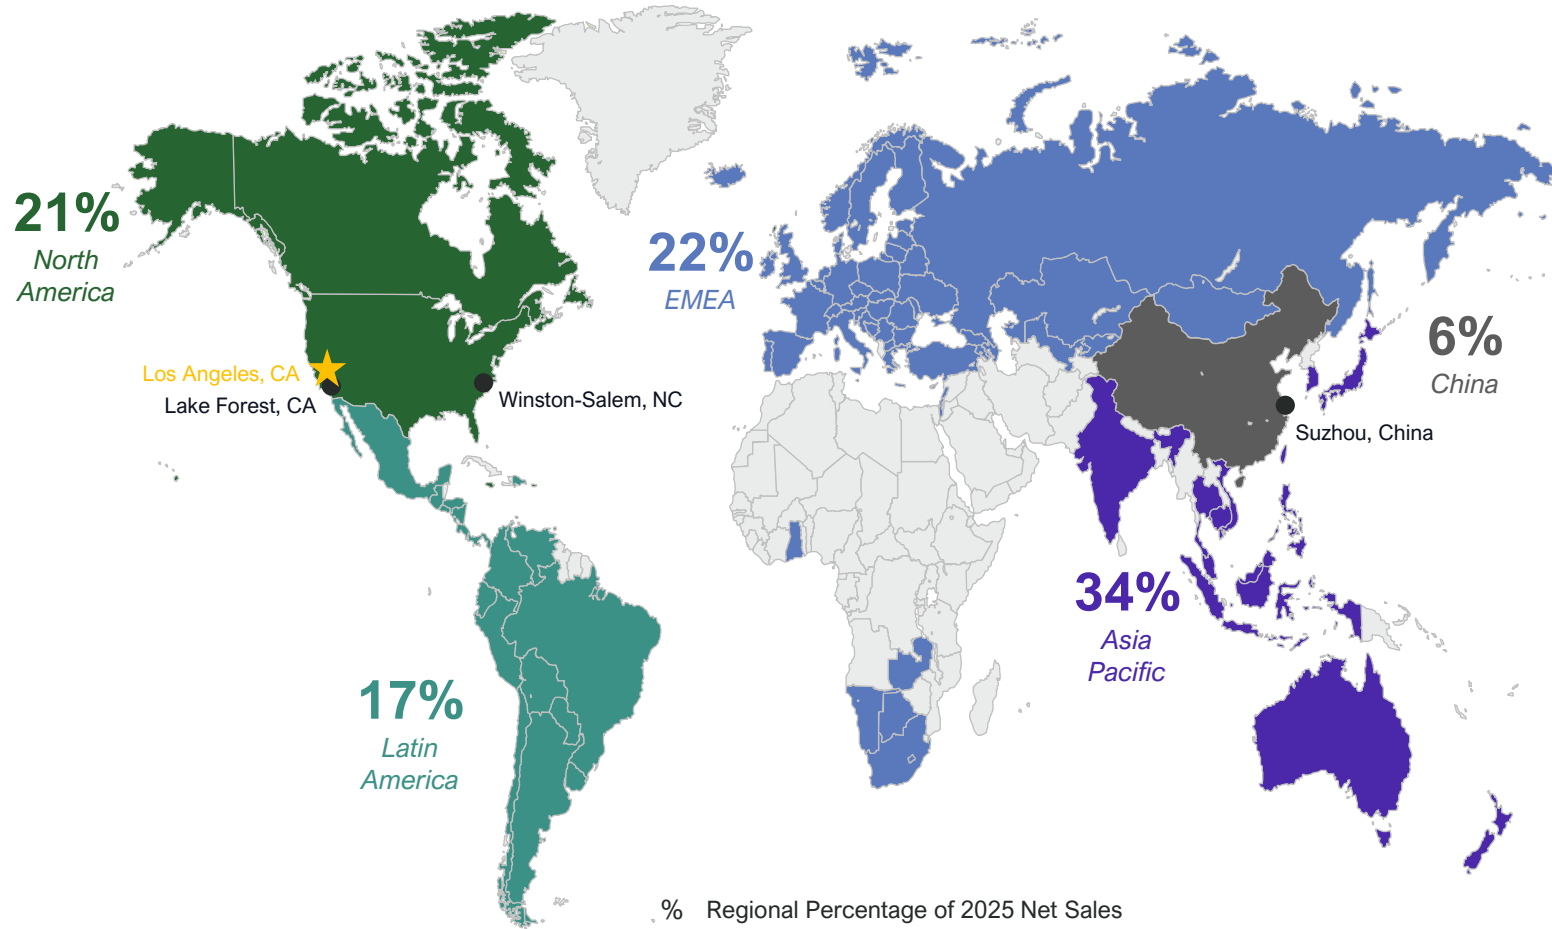 21%
North
America
22%
EMEA
6%
China
Los Angeles, CA
Lake Forest, CA
Winston-Salem, NC
Suzhou, China
34%
Asia
Pacific
17%
Latin
America
% Regional Percentage of 2025 Net Sales